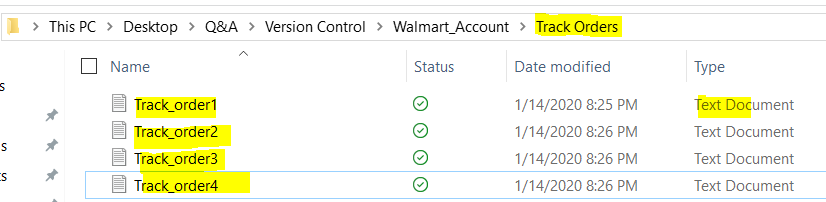 This PC > Desktop > Q&A > Version Control > Walmart_Account > Track Orders
Name Status Date modified Type
Track_order1 1/14/2020 8:25 PM Text Document
Track_order2 1/14/2020 8:26 PM Text Document
Track_order3 1/14/2020 8:26 PM Text Document
Track_order4 1/14/2020 8:26 PM Text Document